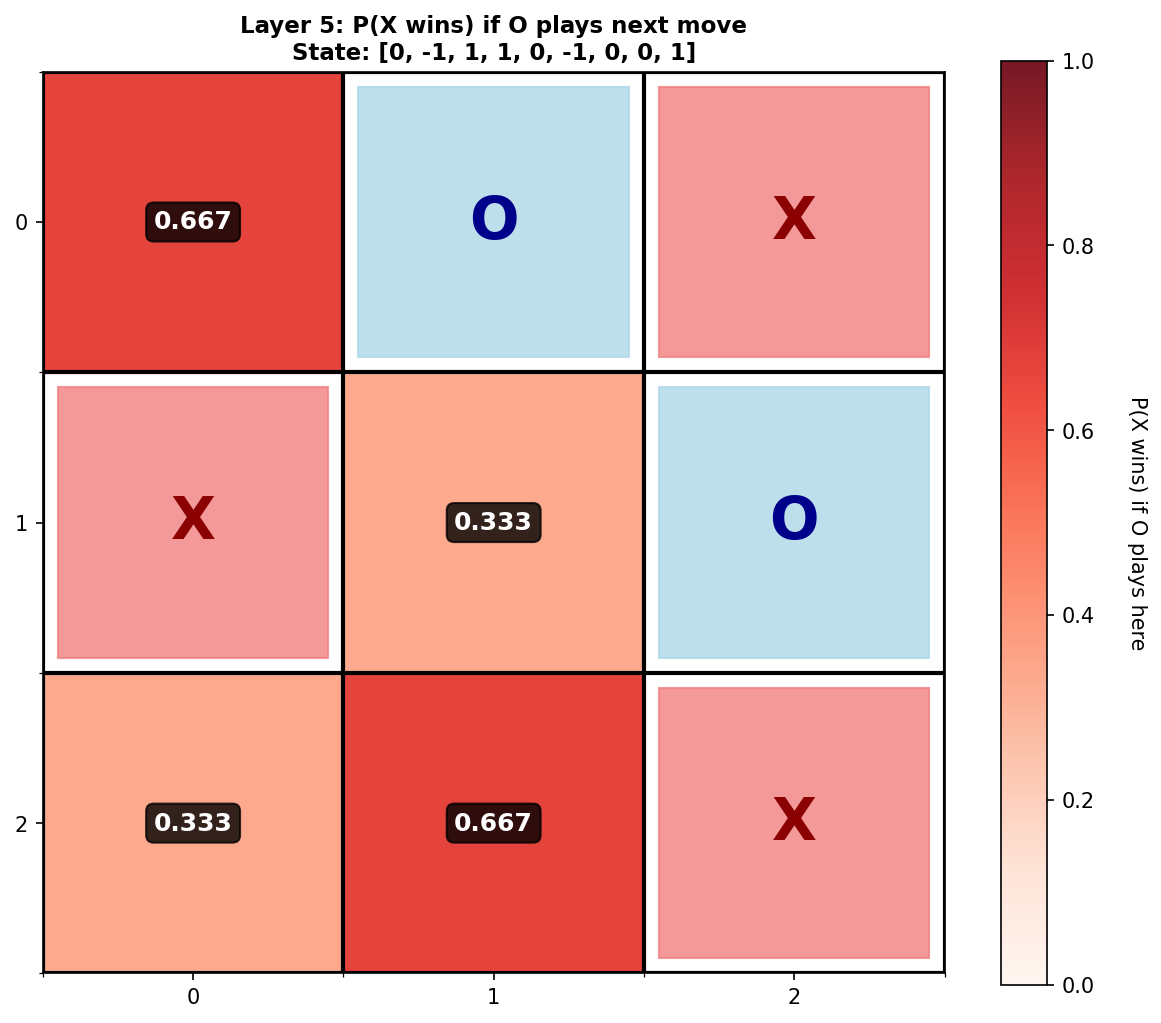 Layer 5: P(X wins) if O plays next move
State: [0, -1, 1, 1, 0, -1, 0, 0, 1]
0
0.667
O
X
1
X
0.333
O
2
0.333
0.667
X
0
1
2
1.0
0.8
0.6
0.4
0.2
0.0
P(X wins) if O plays here